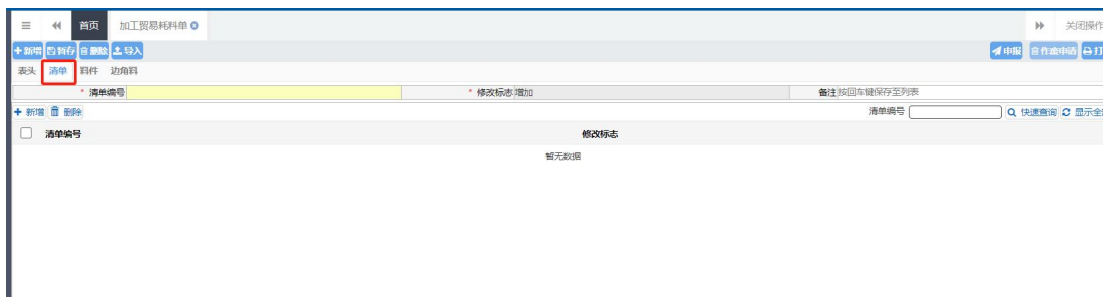 首页 加工贸易耗料单 关闭操作
新增 暂存 删除 导入 申报 作废申请 打
表头 清单 料件 边角料
* 清单编号 * 修改标志 增加 备注 按回车键保存至列表
+ 新增 删除 清单编号 快速查询 显示全
清单编号 修改标志
暂无数据